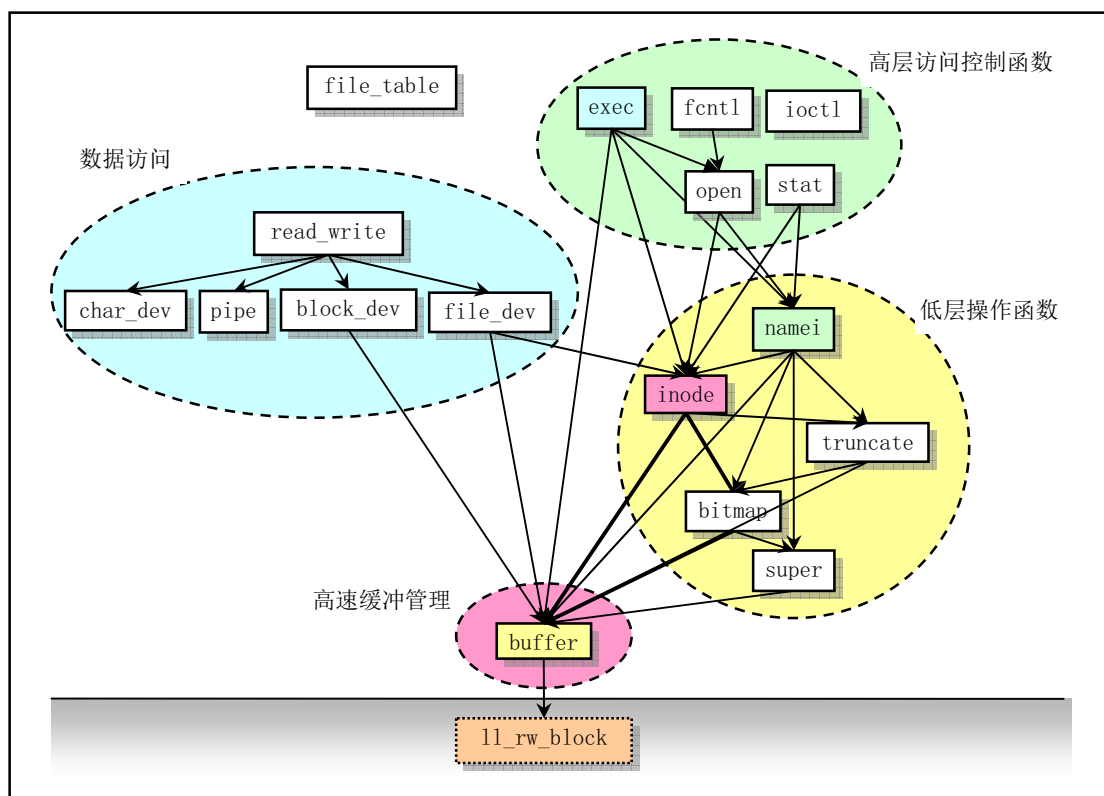 高层访问控制函数
file_table
exec
fcntl
ioctl
数据访问
open
stat
read_write
char_dev
pipe
block_dev
file_dev
低层操作函数
namei
inode
truncate
bitmap
super
高速缓冲管理
buffer
ll_rw_block